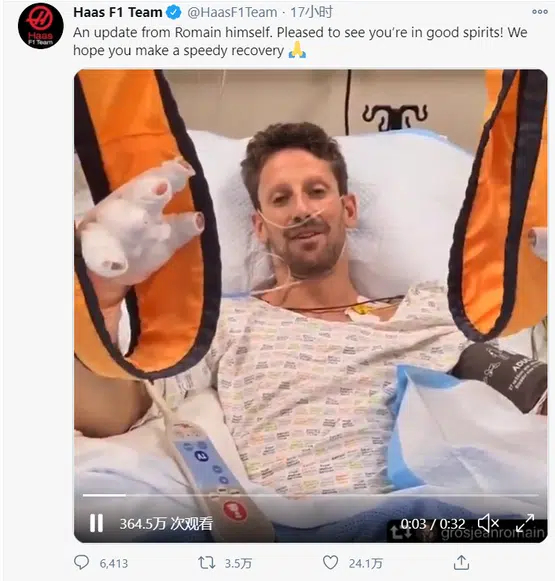 Haas F1 Team @HaasF1Team · 17小时
An update from Romain himself. Pleased to see you're in good spirits! We
hope you make a speedy recovery 🙏
Haas
F1 Team
364.5万 次观看
0:03 / 0:32
grosjeanromain
6,413
3.5万
24.1万